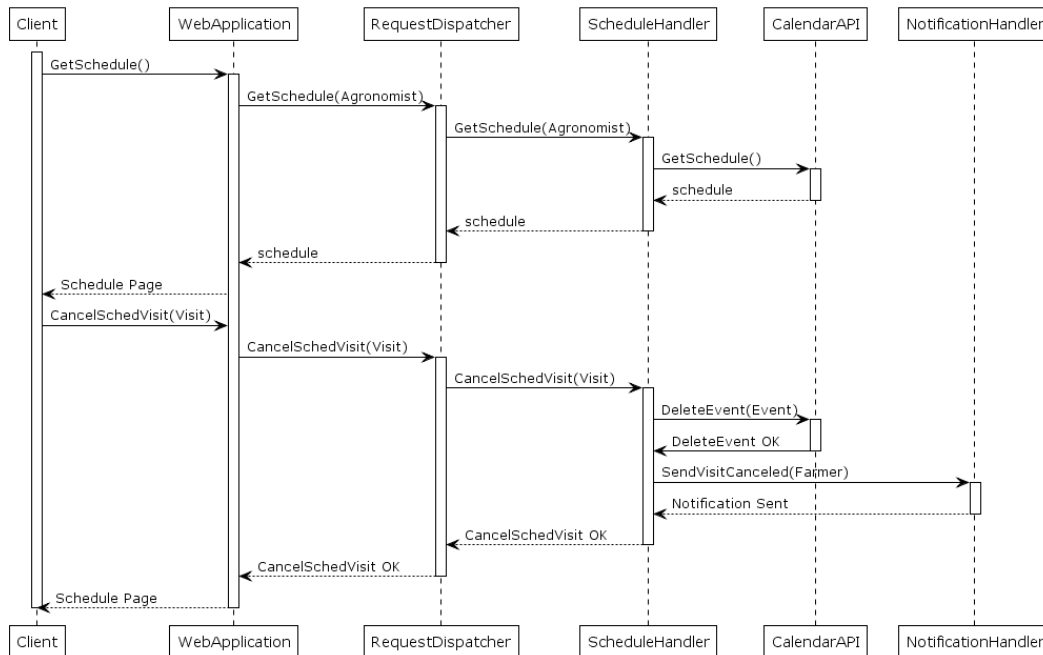 Client
WebApplication
RequestDispatcher
ScheduleHandler
CalendarAPI
NotificationHandler
GetSchedule()
GetSchedule(Agronomist)
GetSchedule(Agronomist)
GetSchedule()
schedule
schedule
schedule
Schedule Page
CancelSchedVisit(Visit)
CancelSchedVisit(Visit)
CancelSchedVisit(Visit)
DeleteEvent(Event)
DeleteEvent OK
SendVisitCanceled(Farmer)
Notification Sent
CancelSchedVisit OK
CancelSchedVisit OK
Schedule Page
Client
WebApplication
RequestDispatcher
ScheduleHandler
CalendarAPI
NotificationHandler